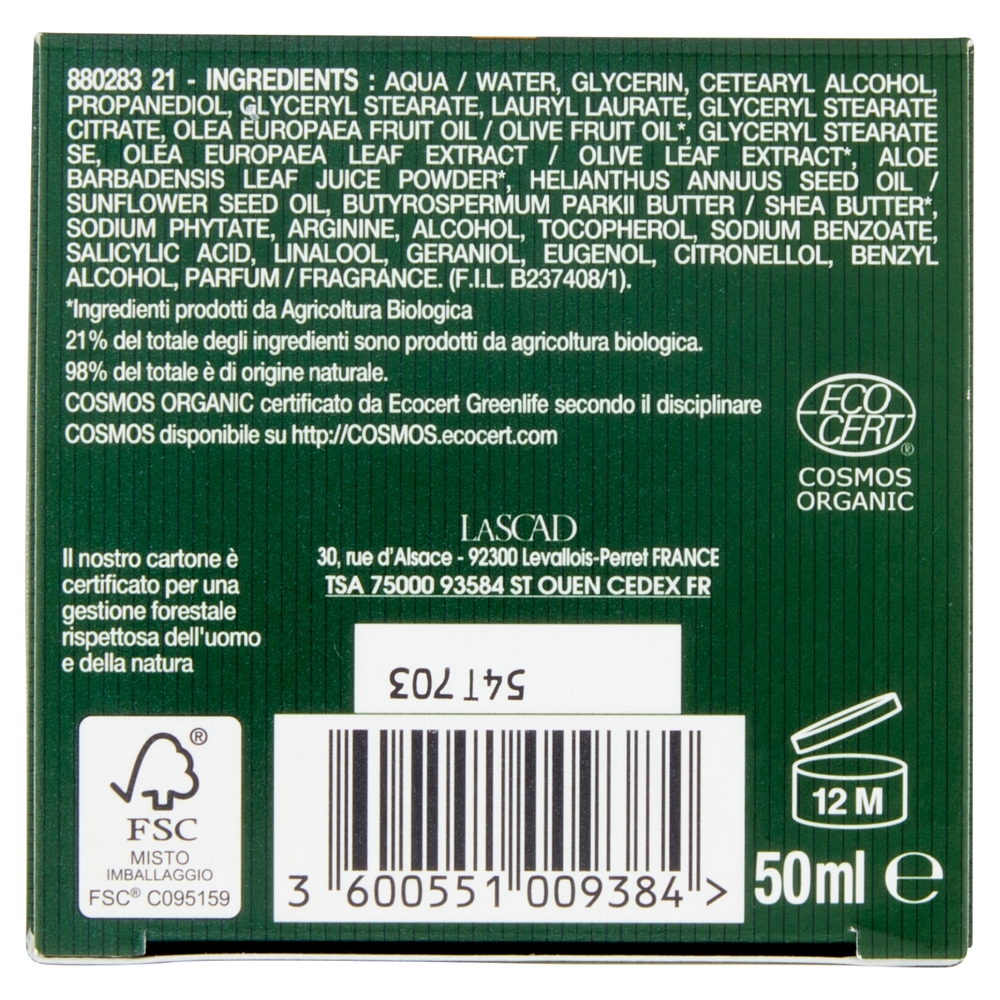 880283 21 - INGREDIENTS : AQUA / WATER, GLYCERIN, CETEARYL ALCOHOL,
PROPANEDIOL, GLYCERYL STEARATE, LAURYL LAURATE, GLYCERYL STEARATE
CITRATE, OLEA EUROPAEA FRUIT OIL / OLIVE FRUIT OIL*, GLYCERYL STEARATE
SE, OLEA EUROPAEA LEAF EXTRACT / OLIVE LEAF EXTRACT*, ALOE
BARBADENSIS LEAF JUICE POWDER*, HELIANTHUS ANNUUS SEED OIL /
SUNFLOWER SEED OIL, BUTYROSPERMUM PARKII BUTTER / SHEA BUTTER*,
SODIUM PHYTATE, ARGININE, ALCOHOL, TOCOPHEROL, SODIUM BENZOATE,
SALICYLIC ACID, LINALOOL, GERANIOL, EUGENOL, CITRONELLOL, BENZYL
ALCOHOL, PARFUM / FRAGRANCE. (F.I.L. B237408/1).
*Ingredienti prodotti da Agricoltura Biologica
21% del totale degli ingredienti sono prodotti da agricoltura biologica.
98% del totale è di origine naturale.
COSMOS ORGANIC certificato da Ecocert Greenlife secondo il disciplinare
COSMOS disponibile su http://COSMOS.ecocert.com
ECO
CERT®
COSMOS
ORGANIC
LASCAD
30, rue d'Alsace - 92300 Levallois-Perret FRANCE
TSA 75000 93584 ST OUEN CEDEX FR
Il nostro cartone è
certificato per una
gestione forestale
rispettosa dell'uomo
e della natura
54T703
®
FSC
MISTO
IMBALLAGGIO
FSC® C095159
3 600551 009384 >
12 M
50ml e